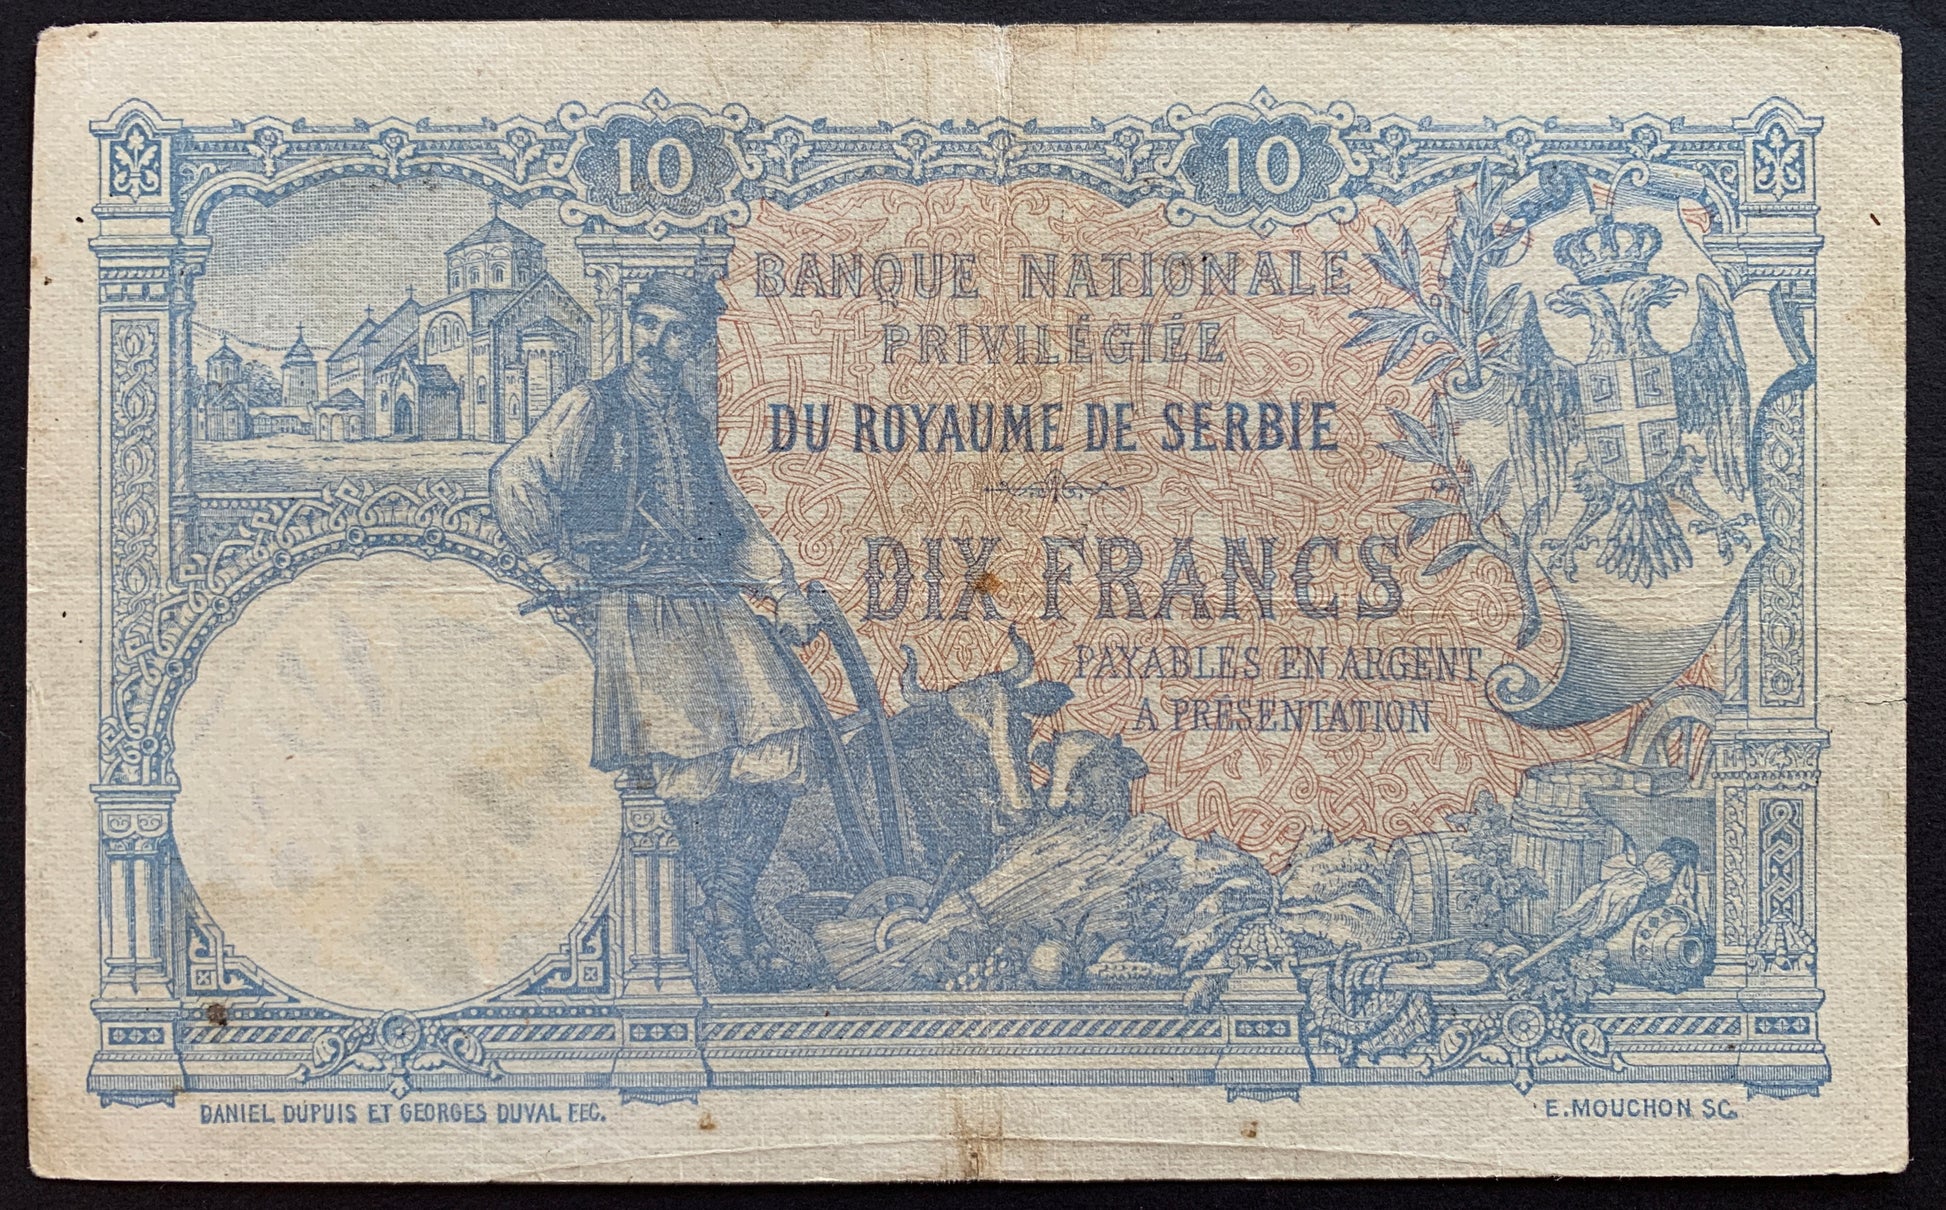 10 10
BANQUE NATIONALE
PRIVILÉGIÉE
DU ROYAUME DE SERBIE
DIX FRANCS
PAYABLES EN ARGENT
A PRÉSENTATION
DANIEL DUPUIS ET GEORGES DUVAL FEC.
E. MOUCHON SC.